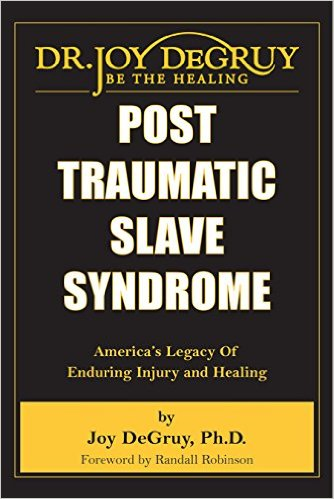 DR. JOY DEGRUY
BE THE HEALING
POST
TRAUMATIC
SLAVE
SYNDROME
America's Legacy Of
Enduring Injury and Healing
by
Joy DeGruy, Ph.D.
Foreword by Randall Robinson